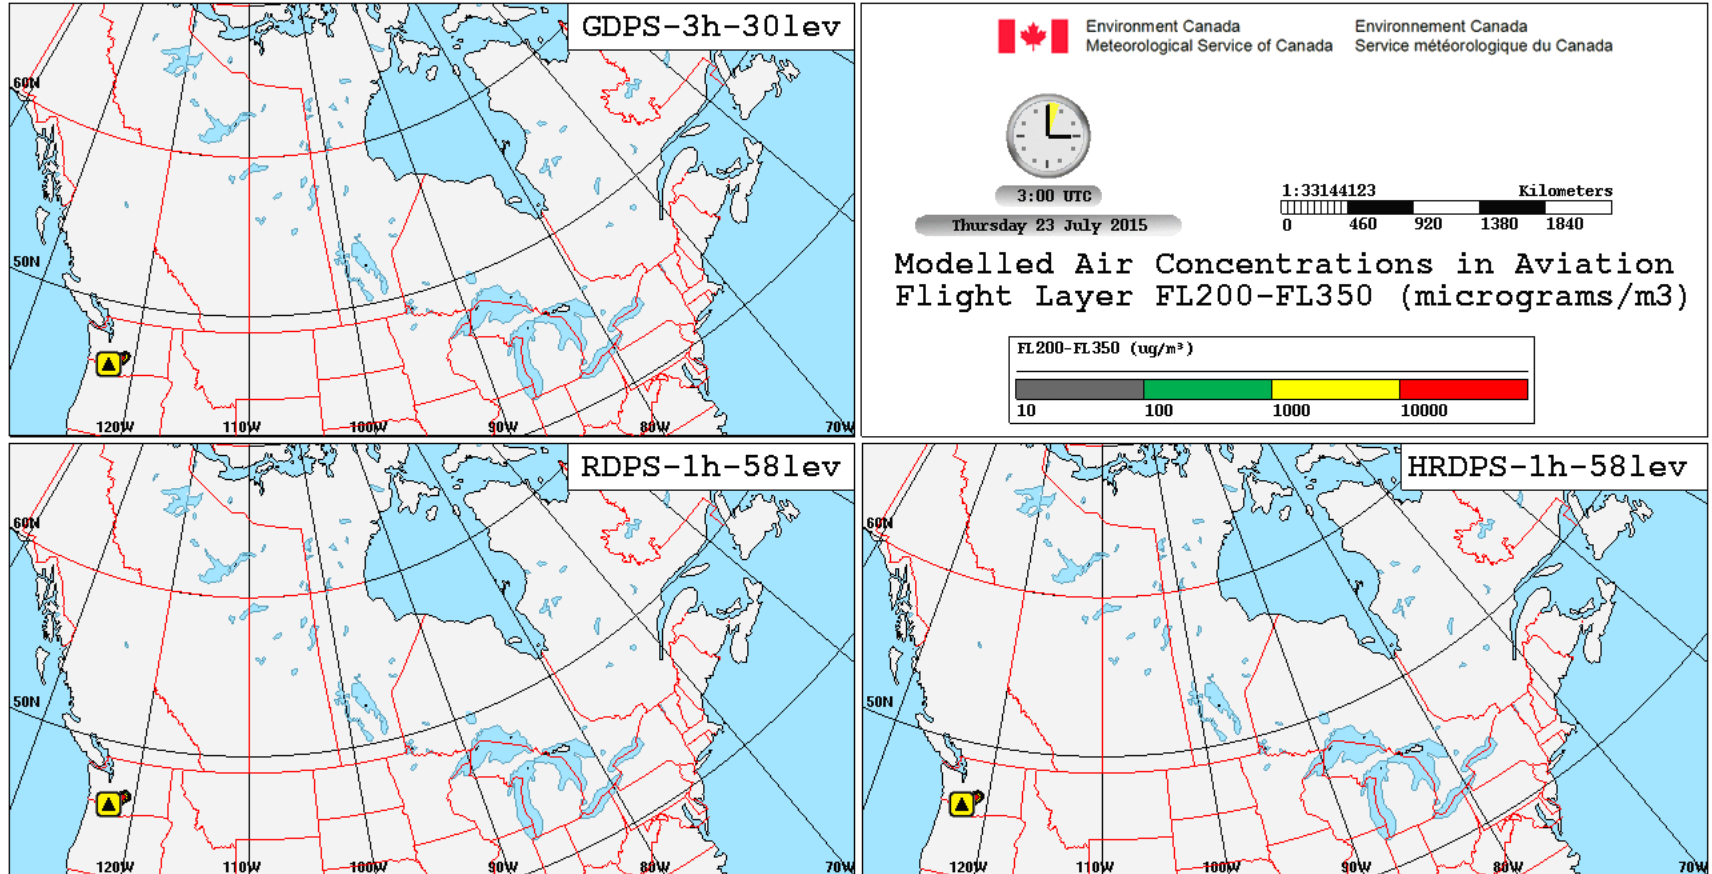 GDPS-3h-30lev
60N
50N
120W
110W
100W
90W
80W
70W
Environment Canada
Meteorological Service of Canada
Environnement Canada
Service météorologique du Canada
3:00 UTC
Thursday 23 July 2015
1:33144123 Kilometers
0 460 920 1380 1840
Modelled Air Concentrations in Aviation
Flight Layer FL200-FL350 (micrograms/m3)
FL200-FL350 (ug/m³)
10 100 1000 10000
RDPS-1h-58lev
60N
50N
120W
110W
100W
90W
80W
70W
HRDPS-1h-58lev
60N
50N
120W
110W
100W
90W
80W
70W